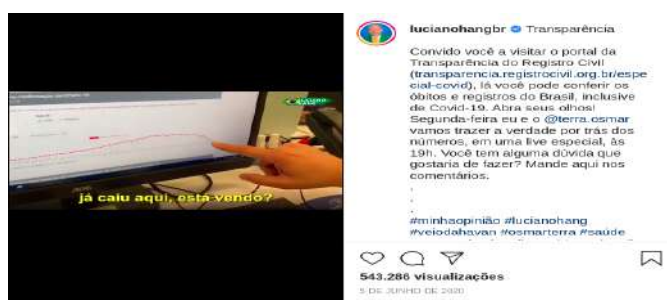 lucianohangbr Transparência
Convido você a visitar o portal da
Transparência do Registro Civil
(transparencia.registrocivil.org.br/espe
cial-covid), lá você pode conferir os
óbitos e registros do Brasil, inclusive
de Covid-19. Abra seus olhos!
Segunda-feira eu e o @terra.osmar
vamos trazer a verdade por trás dos
números, em uma live especial, às
19h. Você tem alguma dúvida que
gostaria de fazer? Mande aqui nos
comentários.
.
.
.
#minhaopinião #lucianohang
#veiodahavan #osmarterra #saúde
já caiu aqui, está vendo?
543.286 visualizações
5 DE JUNHO DE 2020